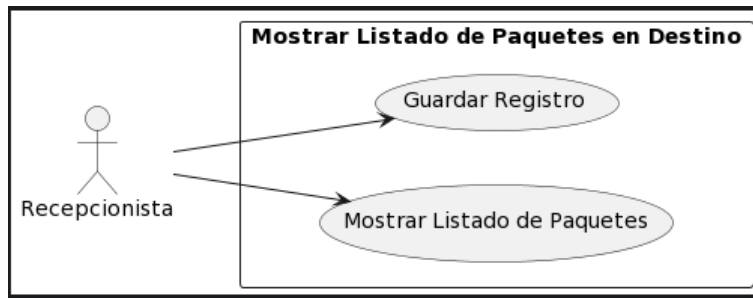 Mostrar Listado de Paquetes en Destino
Guardar Registro
Recepcionista
Mostrar Listado de Paquetes